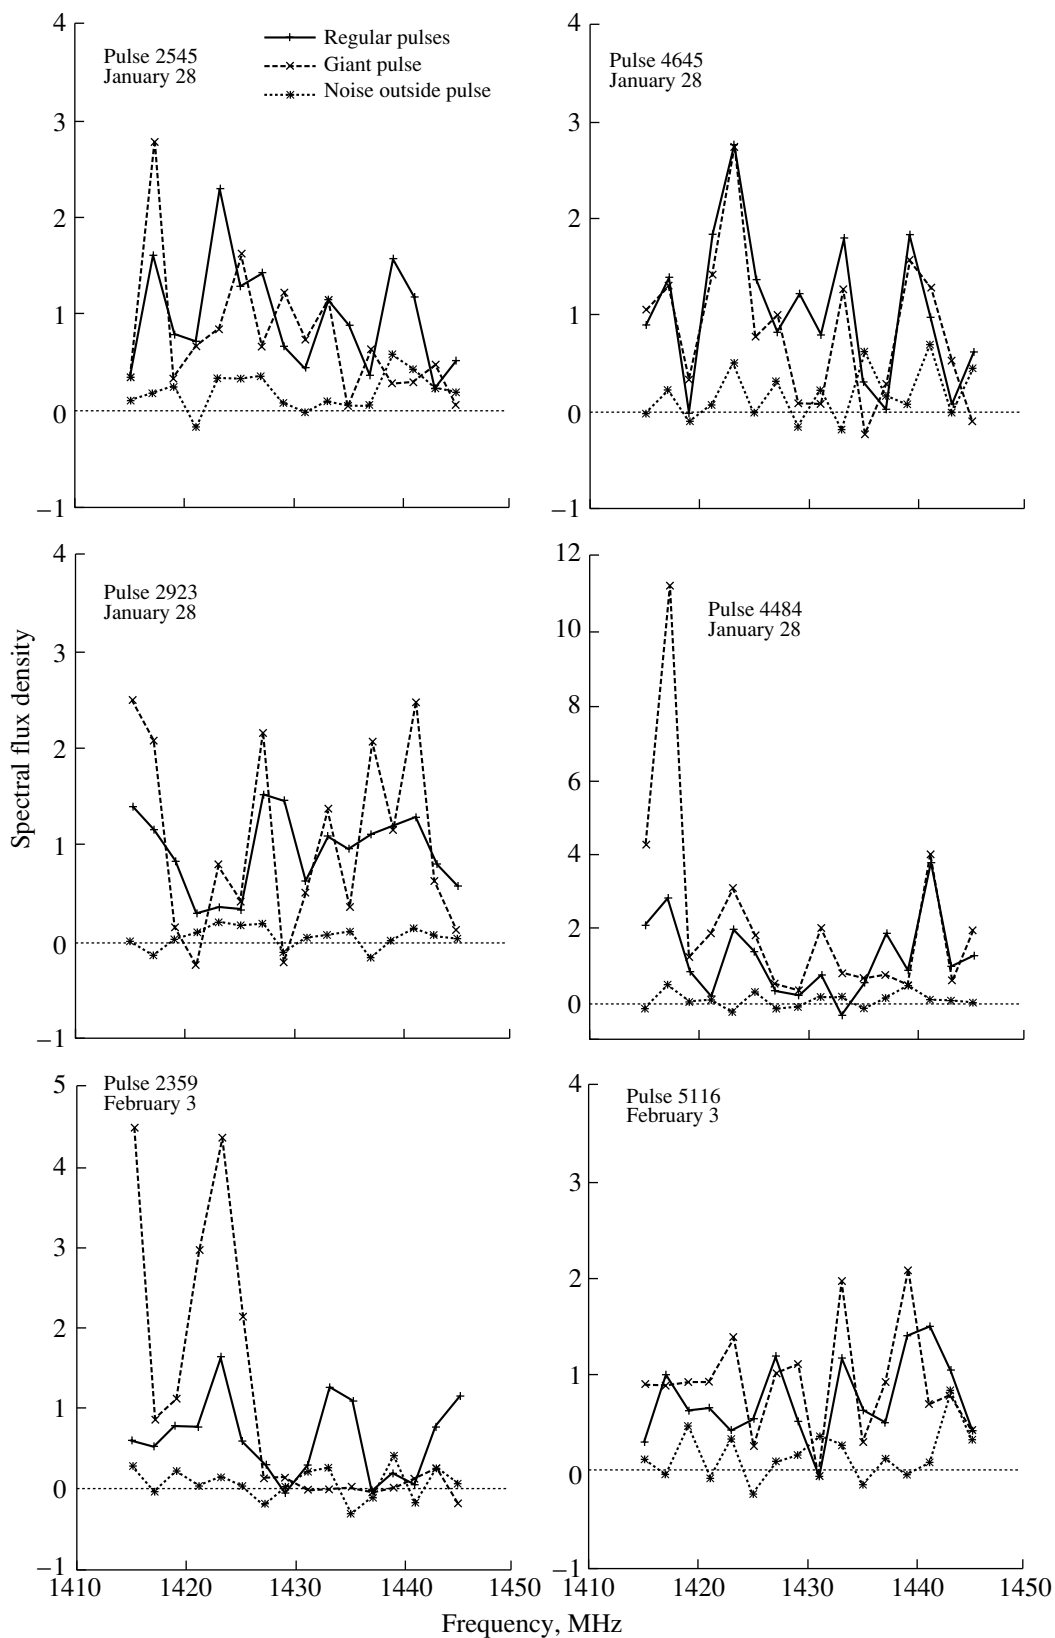 4
3
2
1
0
–1
Pulse 2545
January 28
Regular pulses
Giant pulse
Noise outside pulse
4
3
2
1
0
–1
Pulse 4645
January 28
4
3
2
1
0
–1
Pulse 2923
January 28
12
10
8
6
4
2
0
Pulse 4484
January 28
Spectral flux density
5
4
3
2
1
0
–1
Pulse 2359
February 3
1410 1420 1430 1440 1450
4
3
2
1
0
–1
Pulse 5116
February 3
1410 1420 1430 1440 1450
Frequency, MHz